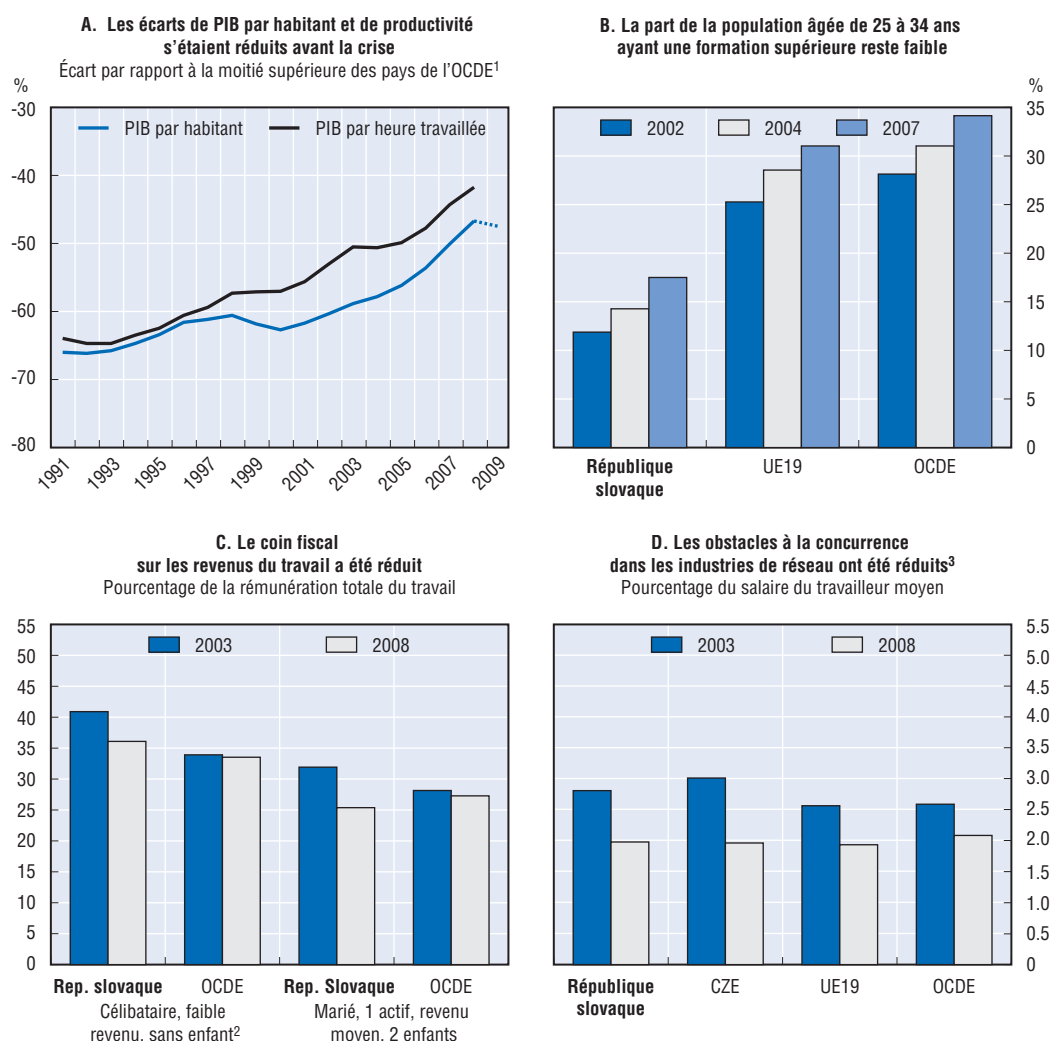 A. Les écarts de PIB par habitant et de productivité
s'étaient réduits avant la crise
Écart par rapport à la moitié supérieure des pays de l'OCDE¹
%
-30
-40
-50
-60
-70
-80
PIB par habitant
PIB par heure travaillée
1991
1993
1995
1997
1999
2001
2003
2005
2007
2009
B. La part de la population âgée de 25 à 34 ans
ayant une formation supérieure reste faible
%
35
30
25
20
15
10
5
0
2002
2004
2007
République
slovaque
UE19
OCDE
C. Le coin fiscal
sur les revenus du travail a été réduit
Pourcentage de la rémunération totale du travail
55
50
45
40
35
30
25
20
15
10
5
0
2003
2008
Rep. slovaque
OCDE
Rep. Slovaque
OCDE
Célibataire, faible
revenu, sans enfant²
Marié, 1 actif, revenu
moyen, 2 enfants
D. Les obstacles à la concurrence
dans les industries de réseau ont été réduits³
Pourcentage du salaire du travailleur moyen
5.5
5.0
4.5
4.0
3.5
3.0
2.5
2.0
1.5
1.0
0.5
0
2003
2008
République
slovaque
CZE
UE19
OCDE